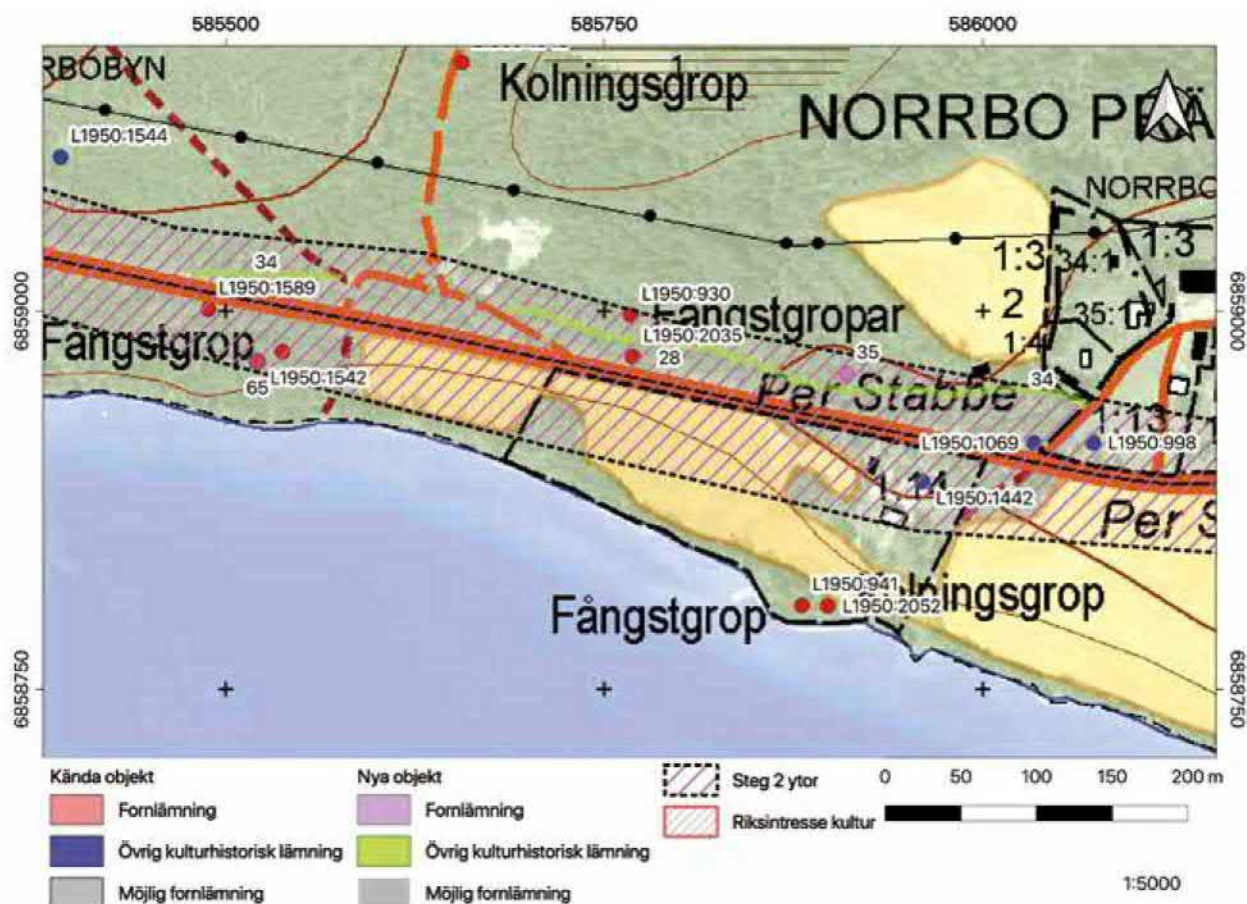 585500
585750
586000
RBOBYN
Kolningsgrop
1
NORRBO PRÄ
L1950:1544
NORRBO
34
L1950:1589
L1950:930
1:3
34:1
1:3
6859000
Fångstgrop
Fångstgropar
2
35:1
6859000
L1950:2035
28
35
1:4
L1950:1542
65
Per Stabbe
34
1:13
L1950:1069
L1950:998
L1950:1442
Per S
L1950:941
Fångstgrop
L1950:2052
lningsgrop
6858750
6858750
Kända objekt
Nya objekt
Steg 2 ytor
0 50 100 150 200 m
Fornlämning
Fornlämning
Riksintresse kultur
Övrig kulturhistorisk lämning
Övrig kulturhistorisk lämning
Möjlig fornlämning
Möjlig fornlämning
1:5000